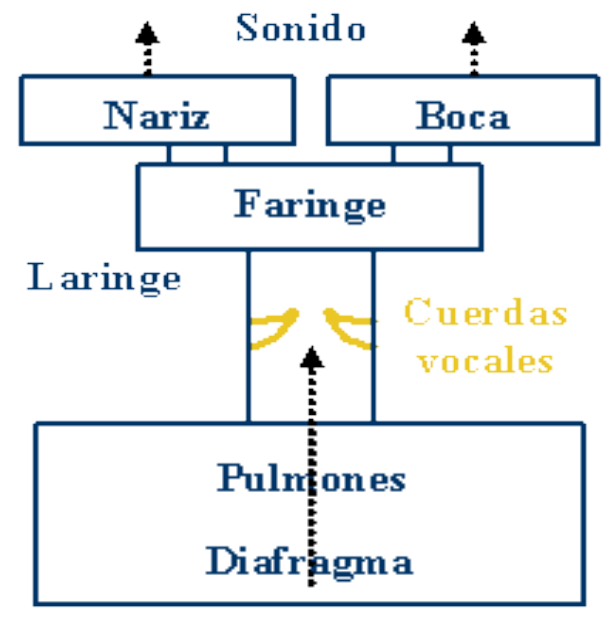 Sonido
Nariz
Boca
Faringe
Laringe
Cuerdas
vocales
Pulmones
Diafragma